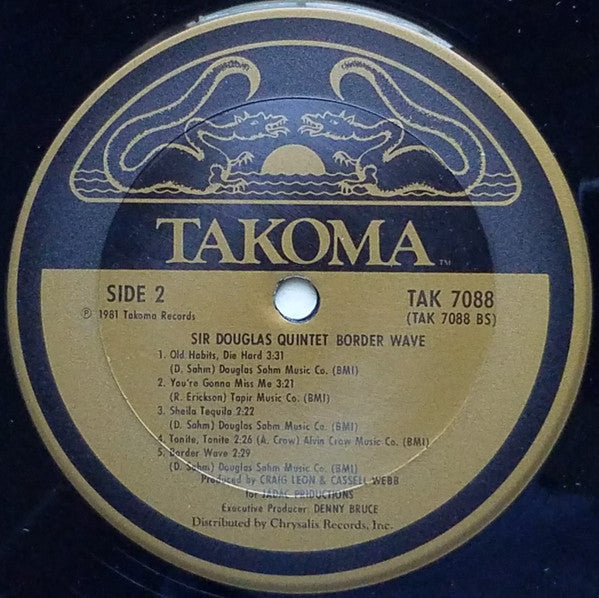 TAKOMA™
SIDE 2
℗ 1981 Takoma Records
TAK 7088
(TAK 7088 BS)
SIR DOUGLAS QUINTET BORDER WAVE
1. Old Habits, Die Hard 3:31
(D. Sahm) Douglas Sahm Music Co. (BMI)
2. You're Gonna Miss Me 3:21
(R. Erickson) Tapir Music Co. (BMI)
3. Sheila Tequila 2:22
(D. Sahm) Douglas Sahm Music Co. (BMI)
4. Tonite, Tonite 2:26 (A. Crow) Alvin Crow Music Co. (BMI)
5. Border Wave 2:29
(D. Sahm) Douglas Sahm Music Co. (BMI)
Produced by CRAIG LEON & CASSELL WEBB
for JADAC PRIDUCTIONS
Executive Producer: DENNY BRUCE
Distributed by Chrysalis Records, Inc.